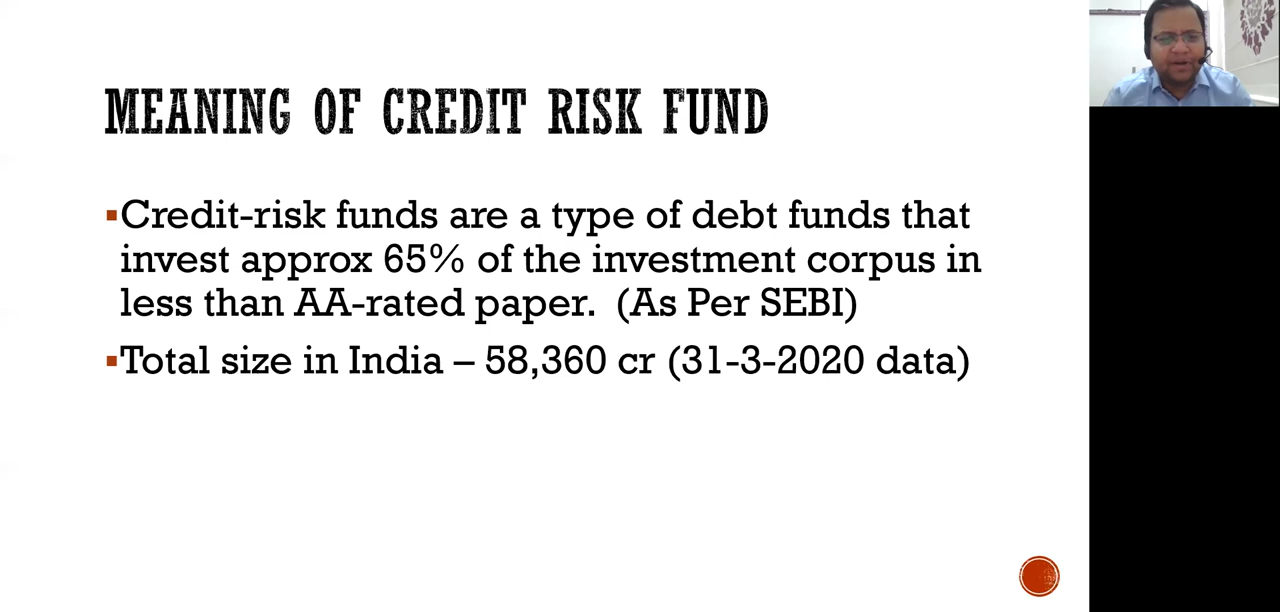 MEANING OF CREDIT RISK FUND
▪Credit-risk funds are a type of debt funds that
invest approx 65% of the investment corpus in
less than AA-rated paper. (As Per SEBI)
▪Total size in India – 58,360 cr (31-3-2020 data)